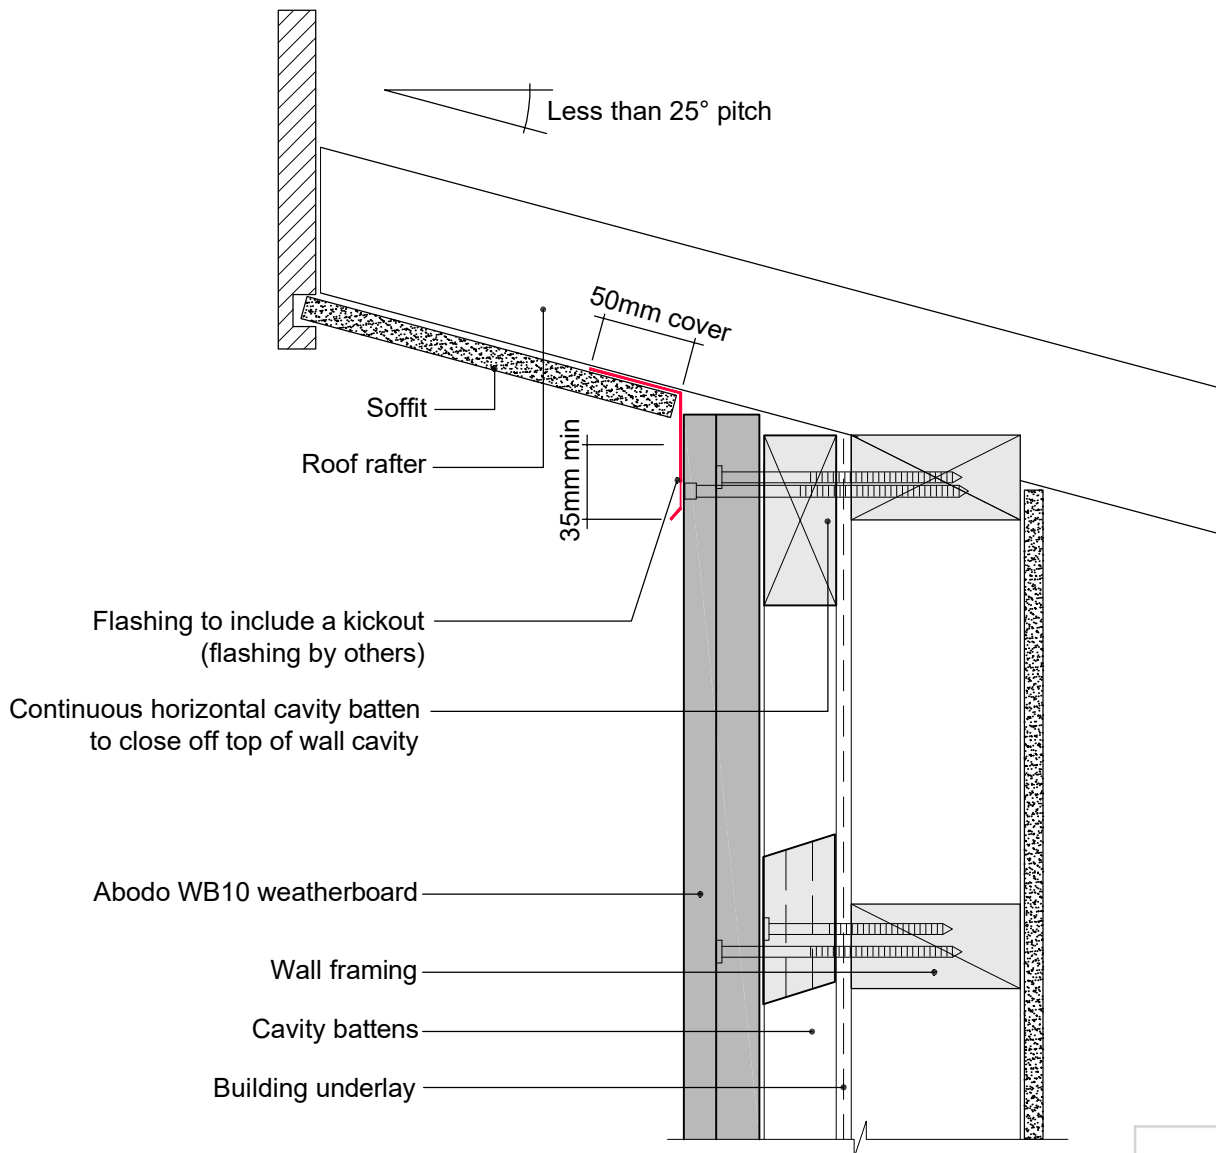 Less than 25° pitch
50mm cover
Soffit
Roof rafter
35mm min
Flashing to include a kickout
(flashing by others)
Continuous horizontal cavity batten
to close off top of wall cavity
Abodo WB10 weatherboard
Wall framing
Cavity battens
Building underlay